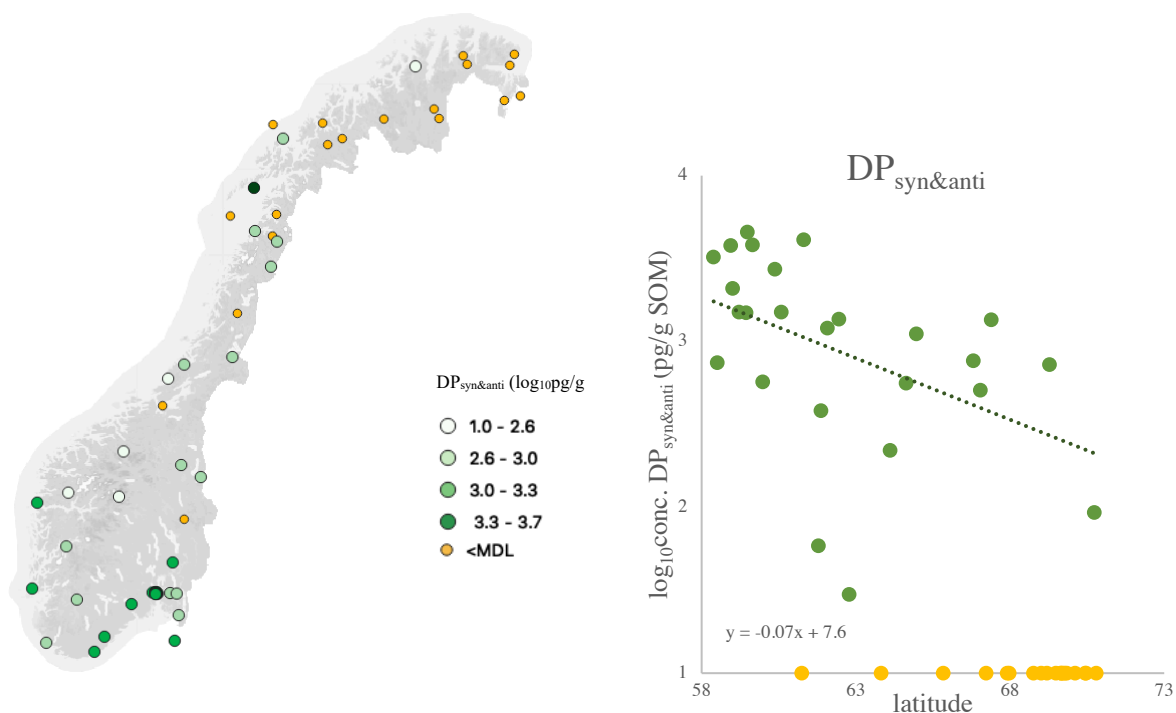 DPsyn&anti (log10pg/g
1.0 - 2.6
2.6 - 3.0
3.0 - 3.3
3.3 - 3.7
<MDL
DPsyn&anti
log10conc. DPsyn&anti (pg/g SOM)
4
3
2
1
y = -0.07x + 7.6
58
63
68
73
latitude